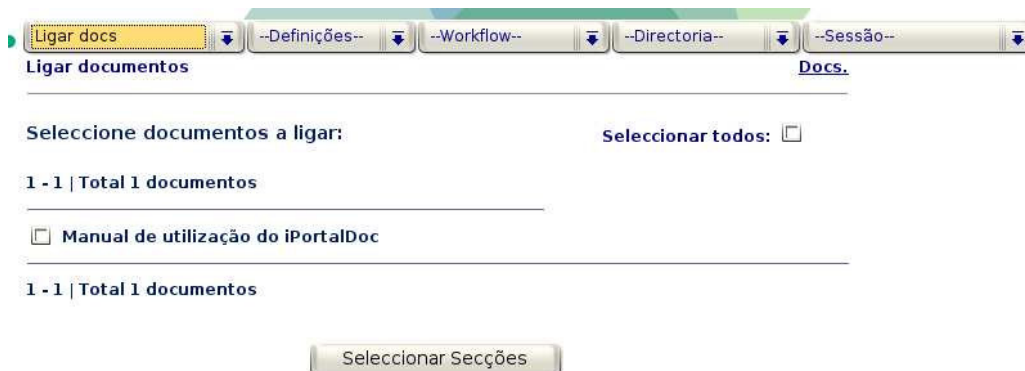 Ligar docs --Definições-- --Workflow-- --Directoria-- --Sessão--
Ligar documentos Docs.
Seleccione documentos a ligar: Seleccionar todos:
1 - 1 | Total 1 documentos
Manual de utilização do iPortalDoc
1 - 1 | Total 1 documentos
Seleccionar Secções